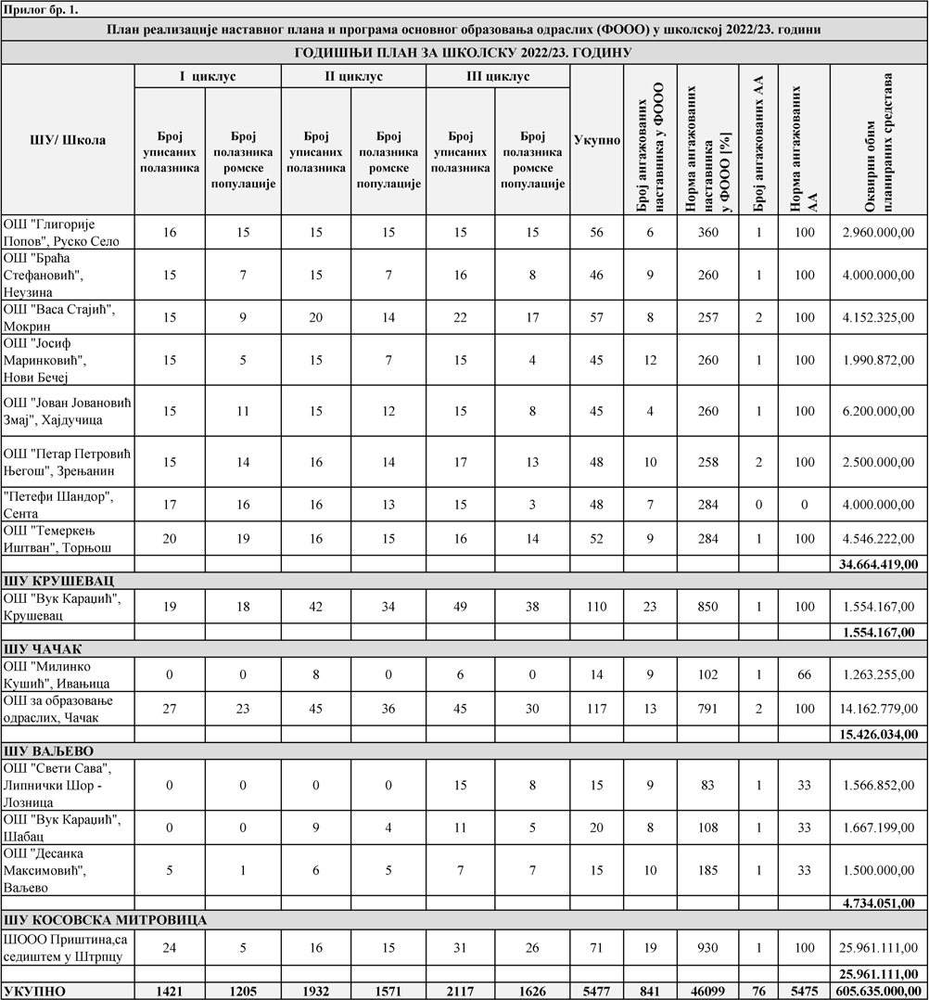 Прилог бр. 1.
План реализације наставног плана и програма основног образовања одраслих (ФООО) у школској 2022/23. години
ГОДИШЊИ ПЛАН ЗА ШКОЛСКУ 2022/23. ГОДИНУ
ШУ/ Школа
I циклус
II циклус
III циклус
Број
уписаних
полазника
Број
полазника
ромске
популације
Број
уписаних
полазника
Број
полазника
ромске
популације
Број
уписаних
полазника
Број
полазника
ромске
популације
Укупно
Број ангажованих
наставника у ФООО
Норма ангажованих
наставника
у ФООО [%]
Број ангажованих АА
Норма ангажованих
АА
Оквирни обим
планираних средстава
ОШ "Глигорије
Попов", Руско Село
16 15 15 15 15 15 56 6 360 1 100 2.960.000,00
ОШ "Браћа
Стефановић",
Неузина
15 7 15 7 16 8 46 9 260 1 100 4.000.000,00
ОШ "Васа Стајић",
Мокрин
15 9 20 14 22 17 57 8 257 2 100 4.152.325,00
ОШ "Јосиф
Маринковић",
Нови Бечеј
15 5 15 7 15 4 45 12 260 1 100 1.990.872,00
ОШ "Јован Јовановић
Змај", Хајдучица
15 11 15 12 15 8 45 4 260 1 100 6.200.000,00
ОШ "Петар Петровић
Његош", Зрењанин
15 14 16 14 17 13 48 10 258 2 100 2.500.000,00
"Петефи Шандор",
Сента
17 16 16 13 15 3 48 7 284 0 0 4.000.000,00
ОШ "Темеркењ
Иштван", Торњош
20 19 16 15 16 14 52 9 284 1 100 4.546.222,00
34.664.419,00
ШУ КРУШЕВАЦ
ОШ "Вук Караџић",
Крушевац
19 18 42 34 49 38 110 23 850 1 100 1.554.167,00
1.554.167,00
ШУ ЧАЧАК
ОШ "Милинко
Кушић", Ивањица
0 0 8 0 6 0 14 9 102 1 66 1.263.255,00
ОШ за образовање
одраслих, Чачак
27 23 45 36 45 30 117 13 791 2 100 14.162.779,00
15.426.034,00
ШУ ВАЉЕВО
ОШ "Свети Сава",
Липнички Шор -
Лозница
0 0 0 0 15 8 15 9 83 1 33 1.566.852,00
ОШ "Вук Караџић",
Шабац
0 0 9 4 11 5 20 8 108 1 33 1.667.199,00
ОШ "Десанка
Максимовић",
Ваљево
5 1 6 5 7 7 15 10 185 1 33 1.500.000,00
4.734.051,00
ШУ КОСОВСКА МИТРОВИЦА
ШООО Приштина,са
седиштем у Штрпцу
24 5 16 15 31 26 71 19 930 1 100 25.961.111,00
25.961.111,00
УКУПНО 1421 1205 1932 1571 2117 1626 5477 841 46099 76 5475 605.635.000,00